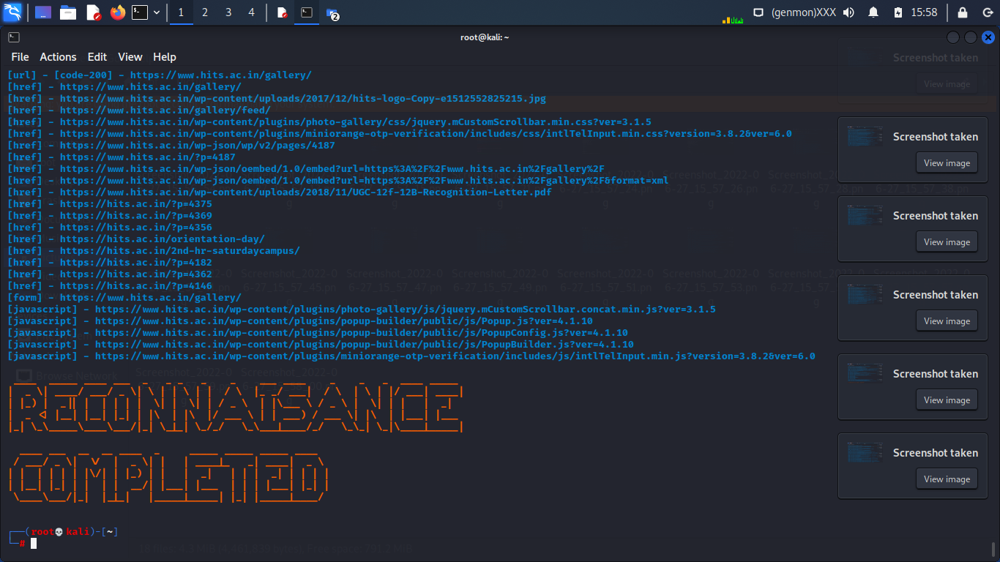 1 2 3 4 2 (genmon)XXX 15:58
root@kali: ~
File Actions Edit View Help
[url] - [code-200] - https://www.hits.ac.in/gallery/
[href] - https://www.hits.ac.in/gallery/
[href] - https://www.hits.ac.in/wp-content/uploads/2017/12/hits-logo-Copy-e1512552825215.jpg
[href] - https://www.hits.ac.in/gallery/feed/
[href] - https://www.hits.ac.in/wp-content/plugins/photo-gallery/css/jquery.mCustomScrollbar.min.css?ver=3.1.5
[href] - https://www.hits.ac.in/wp-content/plugins/miniorange-otp-verification/includes/css/intlTelInput.min.css?version=3.8.2&ver=6.0
[href] - https://www.hits.ac.in/wp-json/wp/v2/pages/4187
[href] - https://www.hits.ac.in/?p=4187
[href] - https://www.hits.ac.in/wp-json/oembed/1.0/embed?url=https%3A%2F%2Fwww.hits.ac.in%2Fgallery%2F
[href] - https://www.hits.ac.in/wp-json/oembed/1.0/embed?url=https%3A%2F%2Fwww.hits.ac.in%2Fgallery%2F&format=xml
[href] - https://www.hits.ac.in/wp-content/uploads/2018/11/UGC-12f-12B-Recognition-Letter.pdf
[href] - https://hits.ac.in/?p=4375
[href] - https://hits.ac.in/?p=4369
[href] - https://hits.ac.in/?p=4356
[href] - https://hits.ac.in/orientation-day/
[href] - https://hits.ac.in/2nd-hr-saturdaycampus/
[href] - https://hits.ac.in/?p=4182
[href] - https://hits.ac.in/?p=4362
[href] - https://hits.ac.in/?p=4146
[form] - https://www.hits.ac.in/gallery/
[javascript] - https://www.hits.ac.in/wp-content/plugins/photo-gallery/js/jquery.mCustomScrollbar.concat.min.js?ver=3.1.5
[javascript] - https://www.hits.ac.in/wp-content/plugins/popup-builder/public/js/Popup.js?ver=4.1.10
[javascript] - https://www.hits.ac.in/wp-content/plugins/popup-builder/public/js/PopupConfig.js?ver=4.1.10
[javascript] - https://www.hits.ac.in/wp-content/plugins/popup-builder/public/js/PopupBuilder.js?ver=4.1.10
[javascript] - https://www.hits.ac.in/wp-content/plugins/miniorange-otp-verification/includes/js/intlTelInput.min.js?version=3.8.2&ver=6.0
RECONNAISANCE
COMPLETED
(root💀kali)-[~]
#
Screenshot taken
View image
Screenshot taken
View image
Screenshot taken
View image
Screenshot taken
View image
Screenshot taken
View image
Screenshot taken
View image
Browse Network